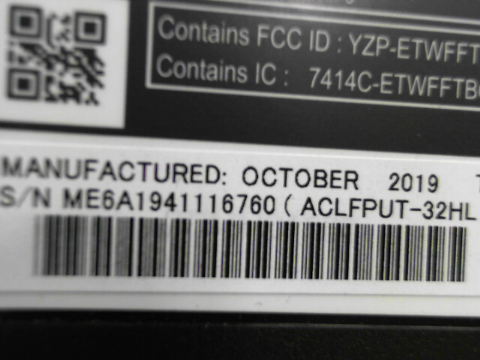 Contains FCC ID : YZP-ETWFFT
Contains IC : 7414C-ETWFFTB
MANUFACTURED: OCTOBER 2019
S/N ME6A1941116760 ( ACLFPUT-32HL